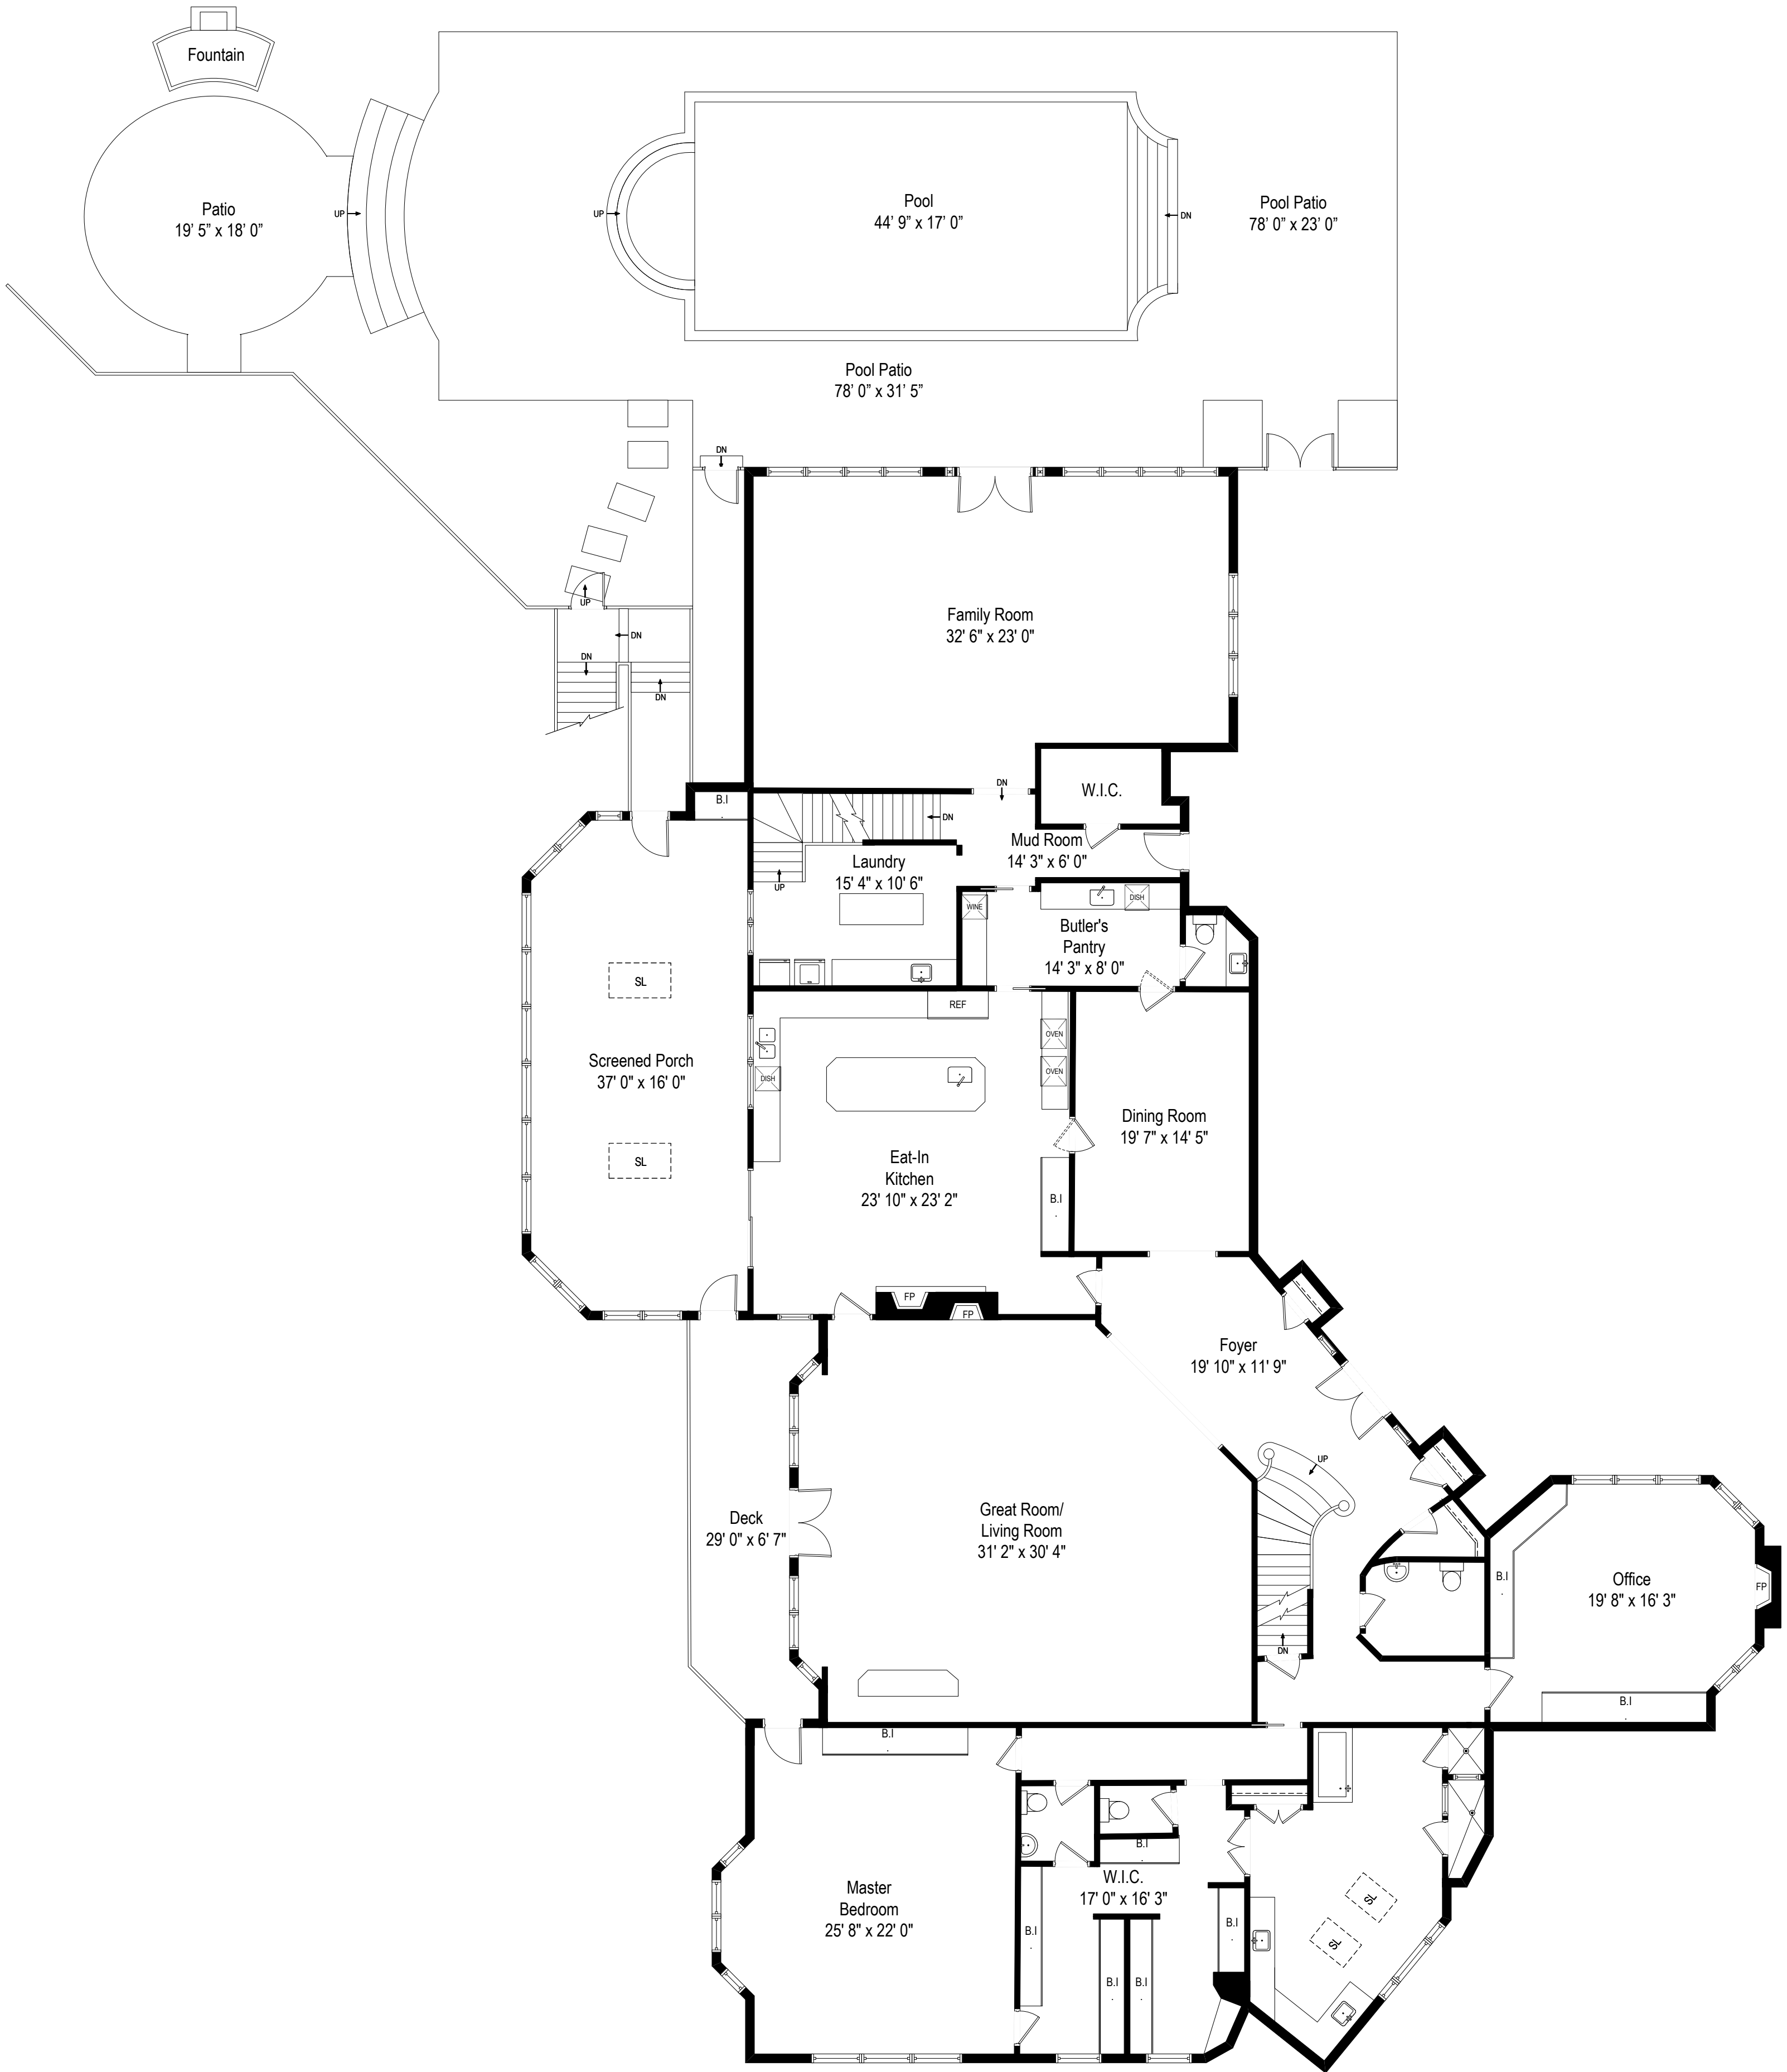 Fountain
Patio
19' 5" x 18' 0"
UP
UP
Pool
44' 9" x 17' 0"
DN
Pool Patio
78' 0" x 23' 0"
Pool Patio
78' 0" x 31' 5"
DN
UP
DN
DN
DN
Family Room
32' 6" x 23' 0"
DN
W.I.C.
B.I
DN
Mud Room
14' 3" x 6' 0"
Laundry
15' 4" x 10' 6"
UP
WINE
DISH
Butler's
Pantry
14' 3" x 8' 0"
SL
REF
OVEN
OVEN
DISH
Screened Porch
37' 0" x 16' 0"
Dining Room
19' 7" x 14' 5"
SL
Eat-In
Kitchen
23' 10" x 23' 2"
B.I
FP
FP
Foyer
19' 10" x 11' 9"
UP
Deck
29' 0" x 6' 7"
Great Room/
Living Room
31' 2" x 30' 4"
B.I
Office
19' 8" x 16' 3"
FP
DN
B.I
B.I
B.I
W.I.C.
17' 0" x 16' 3"
Master
Bedroom
25' 8" x 22' 0"
B.I
B.I
SL
SL
B.I
B.I